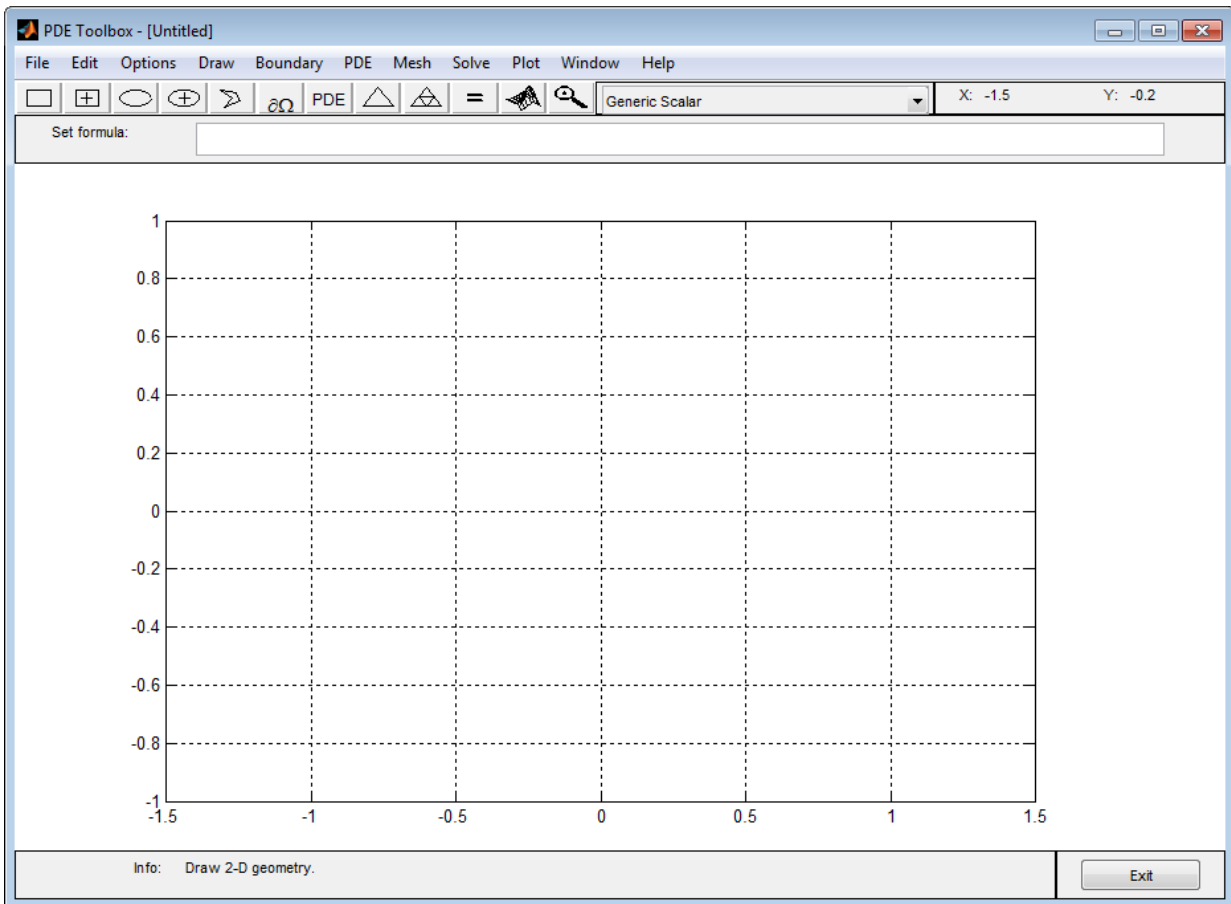 PDE Toolbox - [Untitled]
File Edit Options Draw Boundary PDE Mesh Solve Plot Window Help
∂Ω PDE = Generic Scalar X: -1.5 Y: -0.2
Set formula:
1
0.8
0.6
0.4
0.2
0
-0.2
-0.4
-0.6
-0.8
-1
-1.5 -1 -0.5 0 0.5 1 1.5
Info: Draw 2-D geometry. Exit